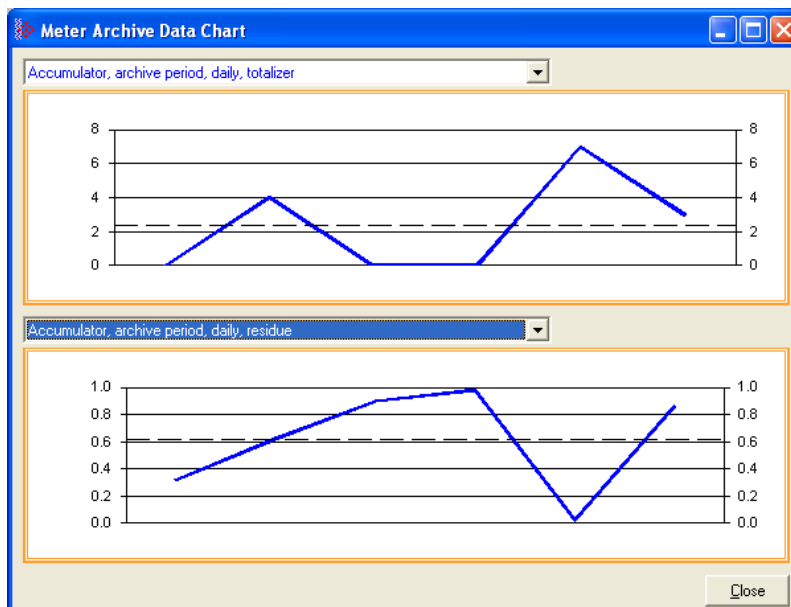 Meter Archive Data Chart
Accumulator, archive period, daily, totalizer
8 8
6 6
4 4
2 2
0 0
Accumulator, archive period, daily, residue
1.0 1.0
0.8 0.8
0.6 0.6
0.4 0.4
0.2 0.2
0.0 0.0
Close